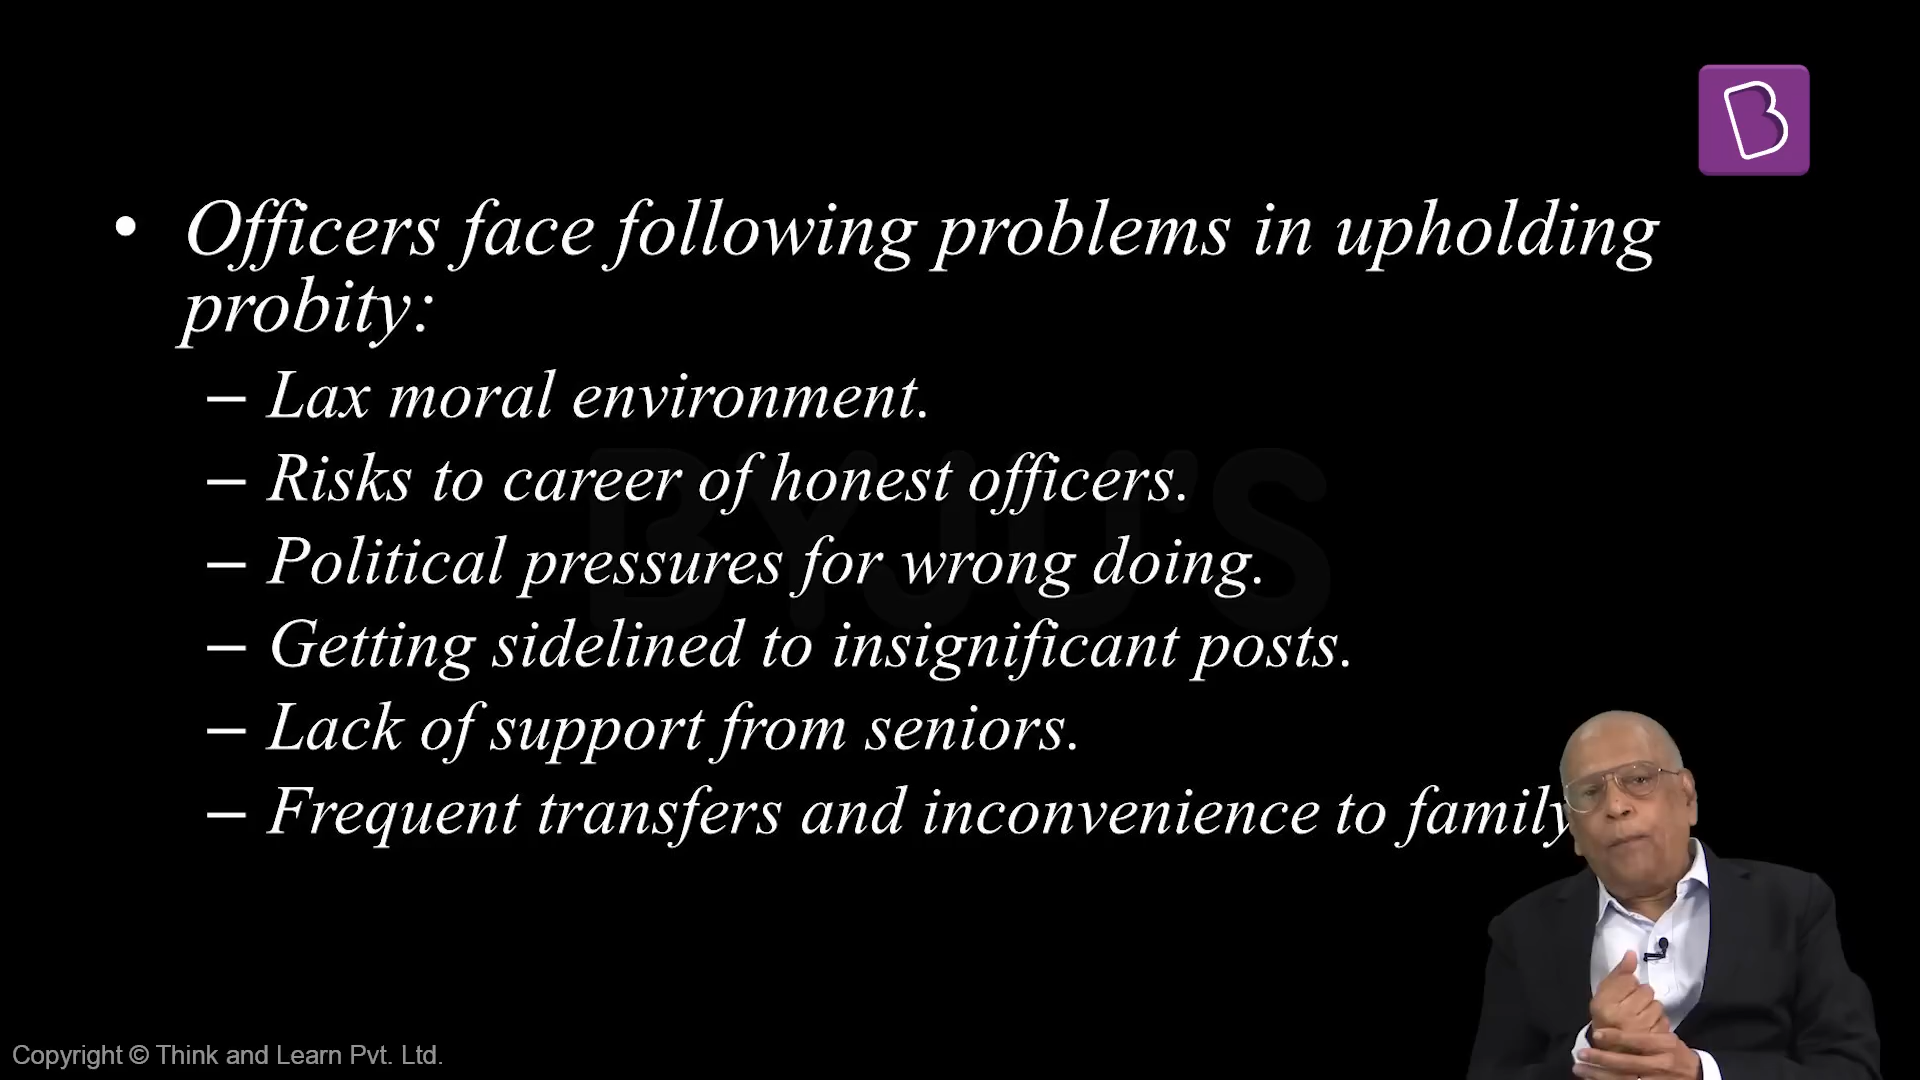 • Officers face following problems in upholding
probity:
– Lax moral environment.
– Risks to career of honest officers.
– Political pressures for wrong doing.
– Getting sidelined to insignificant posts.
– Lack of support from seniors.
– Frequent transfers and inconvenience to family
BYJU'S
Copyright © Think and Learn Pvt. Ltd.